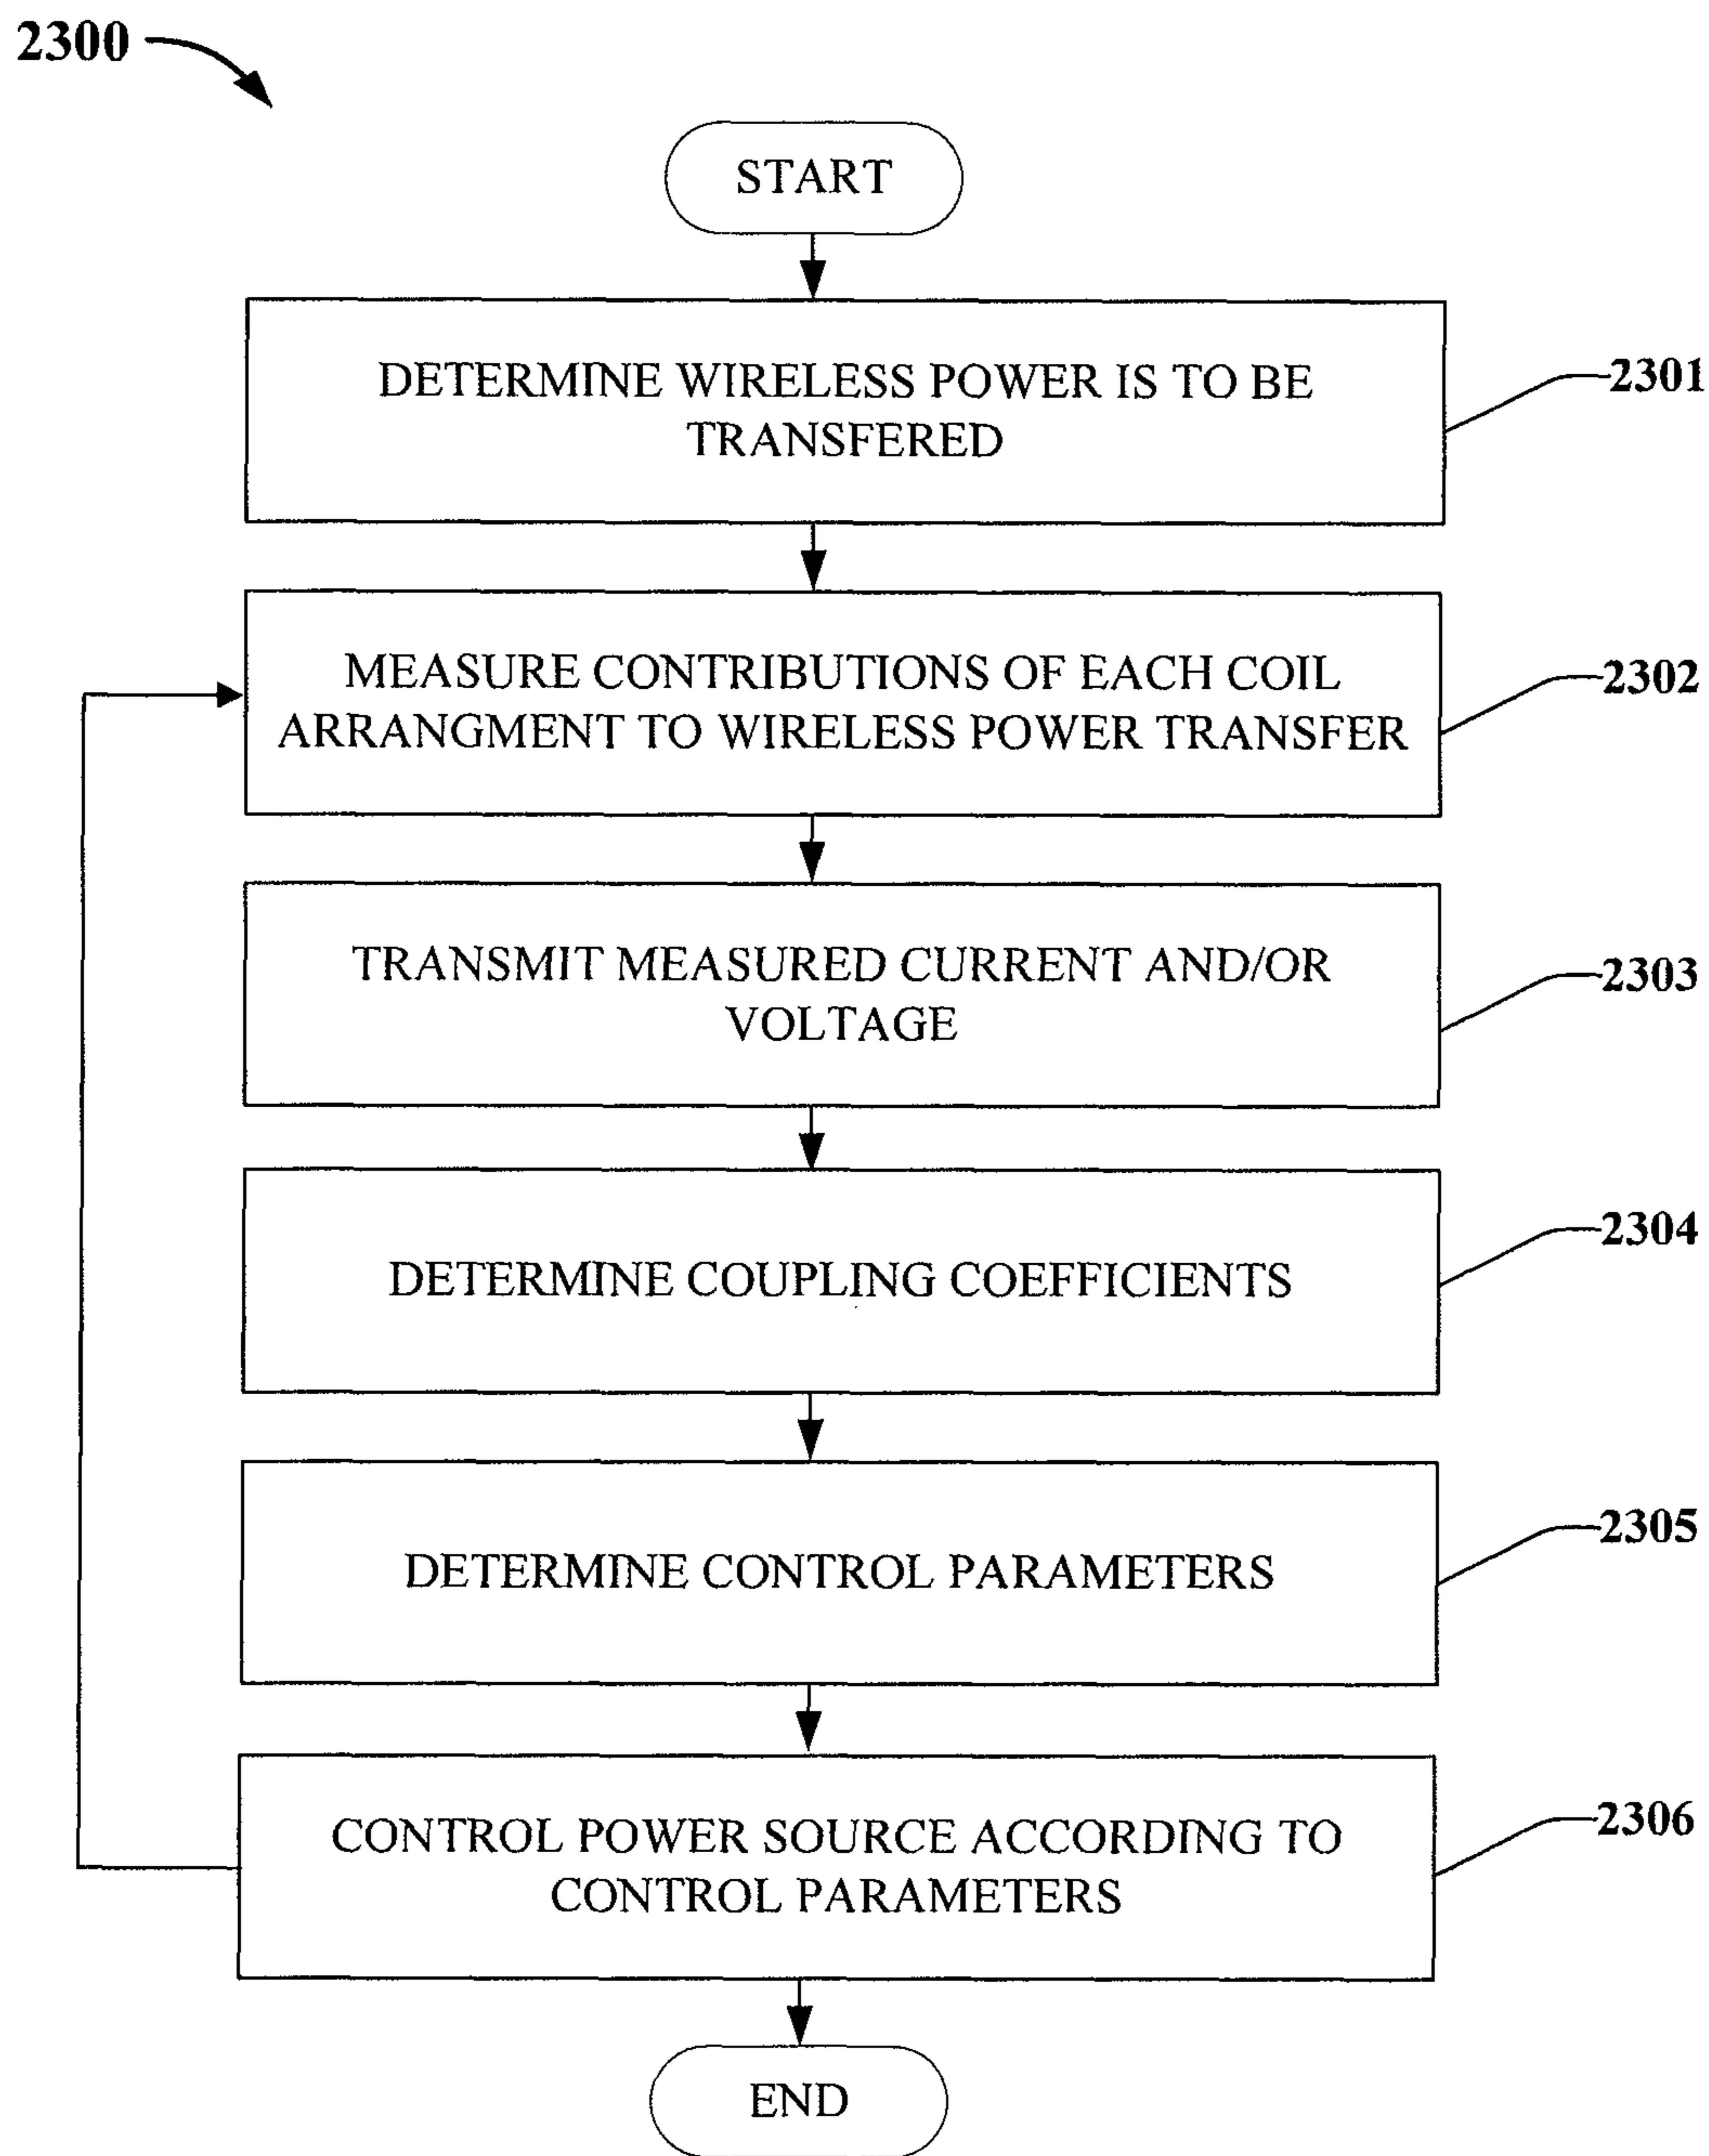 2300
START
DETERMINE WIRELESS POWER IS TO BE
TRANSFERED
2301
MEASURE CONTRIBUTIONS OF EACH COIL
ARRANGMENT TO WIRELESS POWER TRANSFER
2302
TRANSMIT MEASURED CURRENT AND/OR
VOLTAGE
2303
DETERMINE COUPLING COEFFICIENTS
2304
DETERMINE CONTROL PARAMETERS
2305
CONTROL POWER SOURCE ACCORDING TO
CONTROL PARAMETERS
2306
END